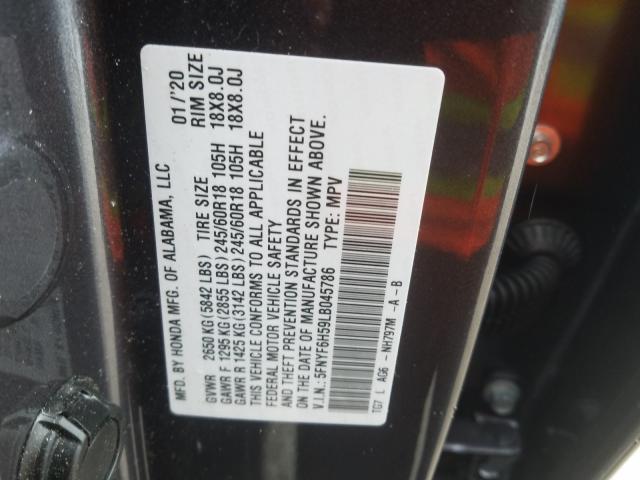 MFD. BY HONDA MFG. OF ALABAMA, LLC 01/'20
GVWR 2650 KG (5842 LBS) TIRE SIZE RIM SIZE
GAWR F 1295 KG (2855 LBS) 245/60R18 105H 18X8.0J
GAWR R 1425 KG (3142 LBS) 245/60R18 105H 18X8.0J
THIS VEHICLE CONFORMS TO ALL APPLICABLE
FEDERAL MOTOR VEHICLE SAFETY
AND THEFT PREVENTION STANDARDS IN EFFECT
ON THE DATE OF MANUFACTURE SHOWN ABOVE.
V.I.N.: 5FNYF6H59LB045786 TYPE: MPV
TG7 L AG6 -NH797M -A-B